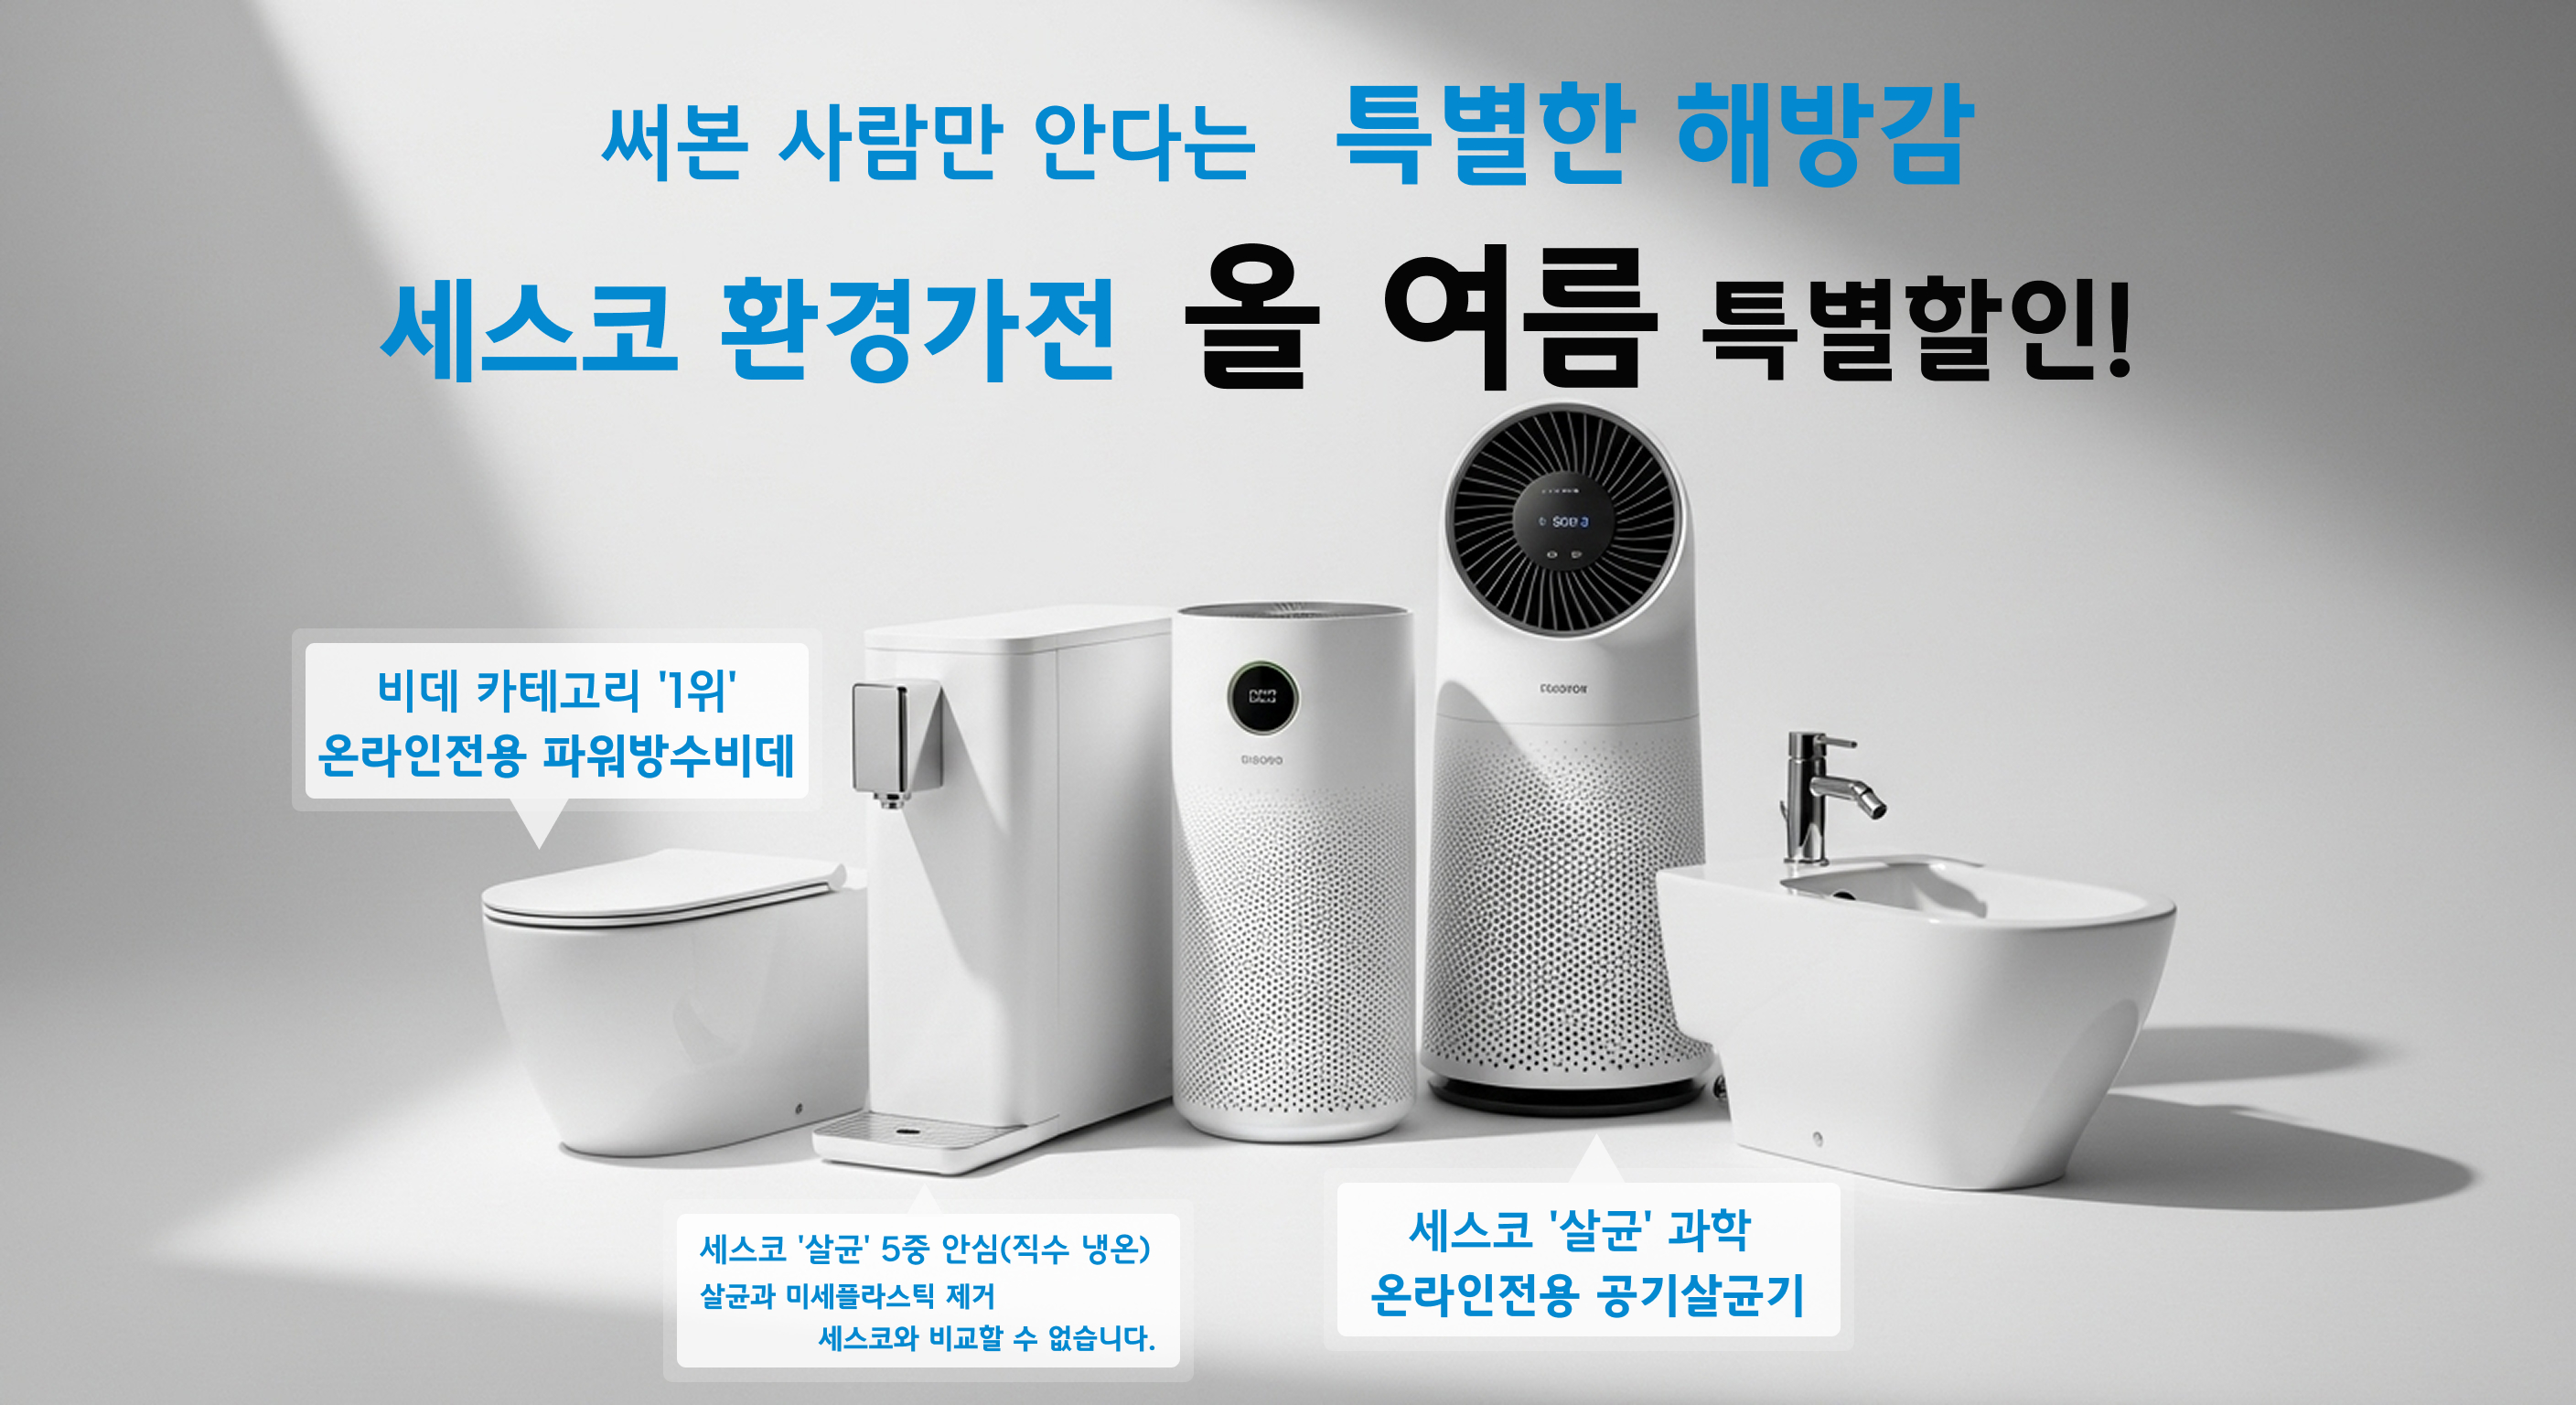 써본 사람만 안다는 특별한 해방감
세스코 환경가전 올 여름 특별할인!
비데 카테고리 '1위'
온라인전용 파워방수비데
세스코 '살균' 5중 안심(직수 냉온)
살균과 미세플라스틱 제거
세스코와 비교할 수 없습니다.
세스코 '살균' 과학
온라인전용 공기살균기